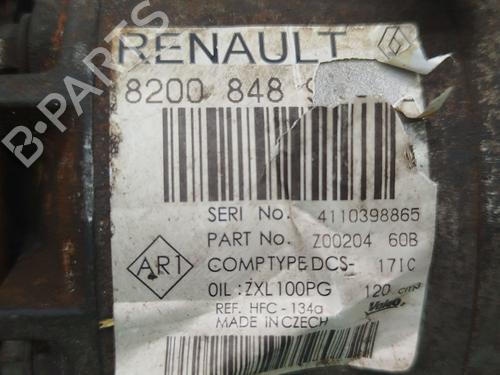 RENAULT
8200 848
SERI No. 4110398865
PART No. Z00204 60B
AR1
COMPTYPE DCS- 171C
OIL:ZXL100PG 120 cm3
REF. HFC - 134a
MADE IN CZECH
Valeo
B-PARTS